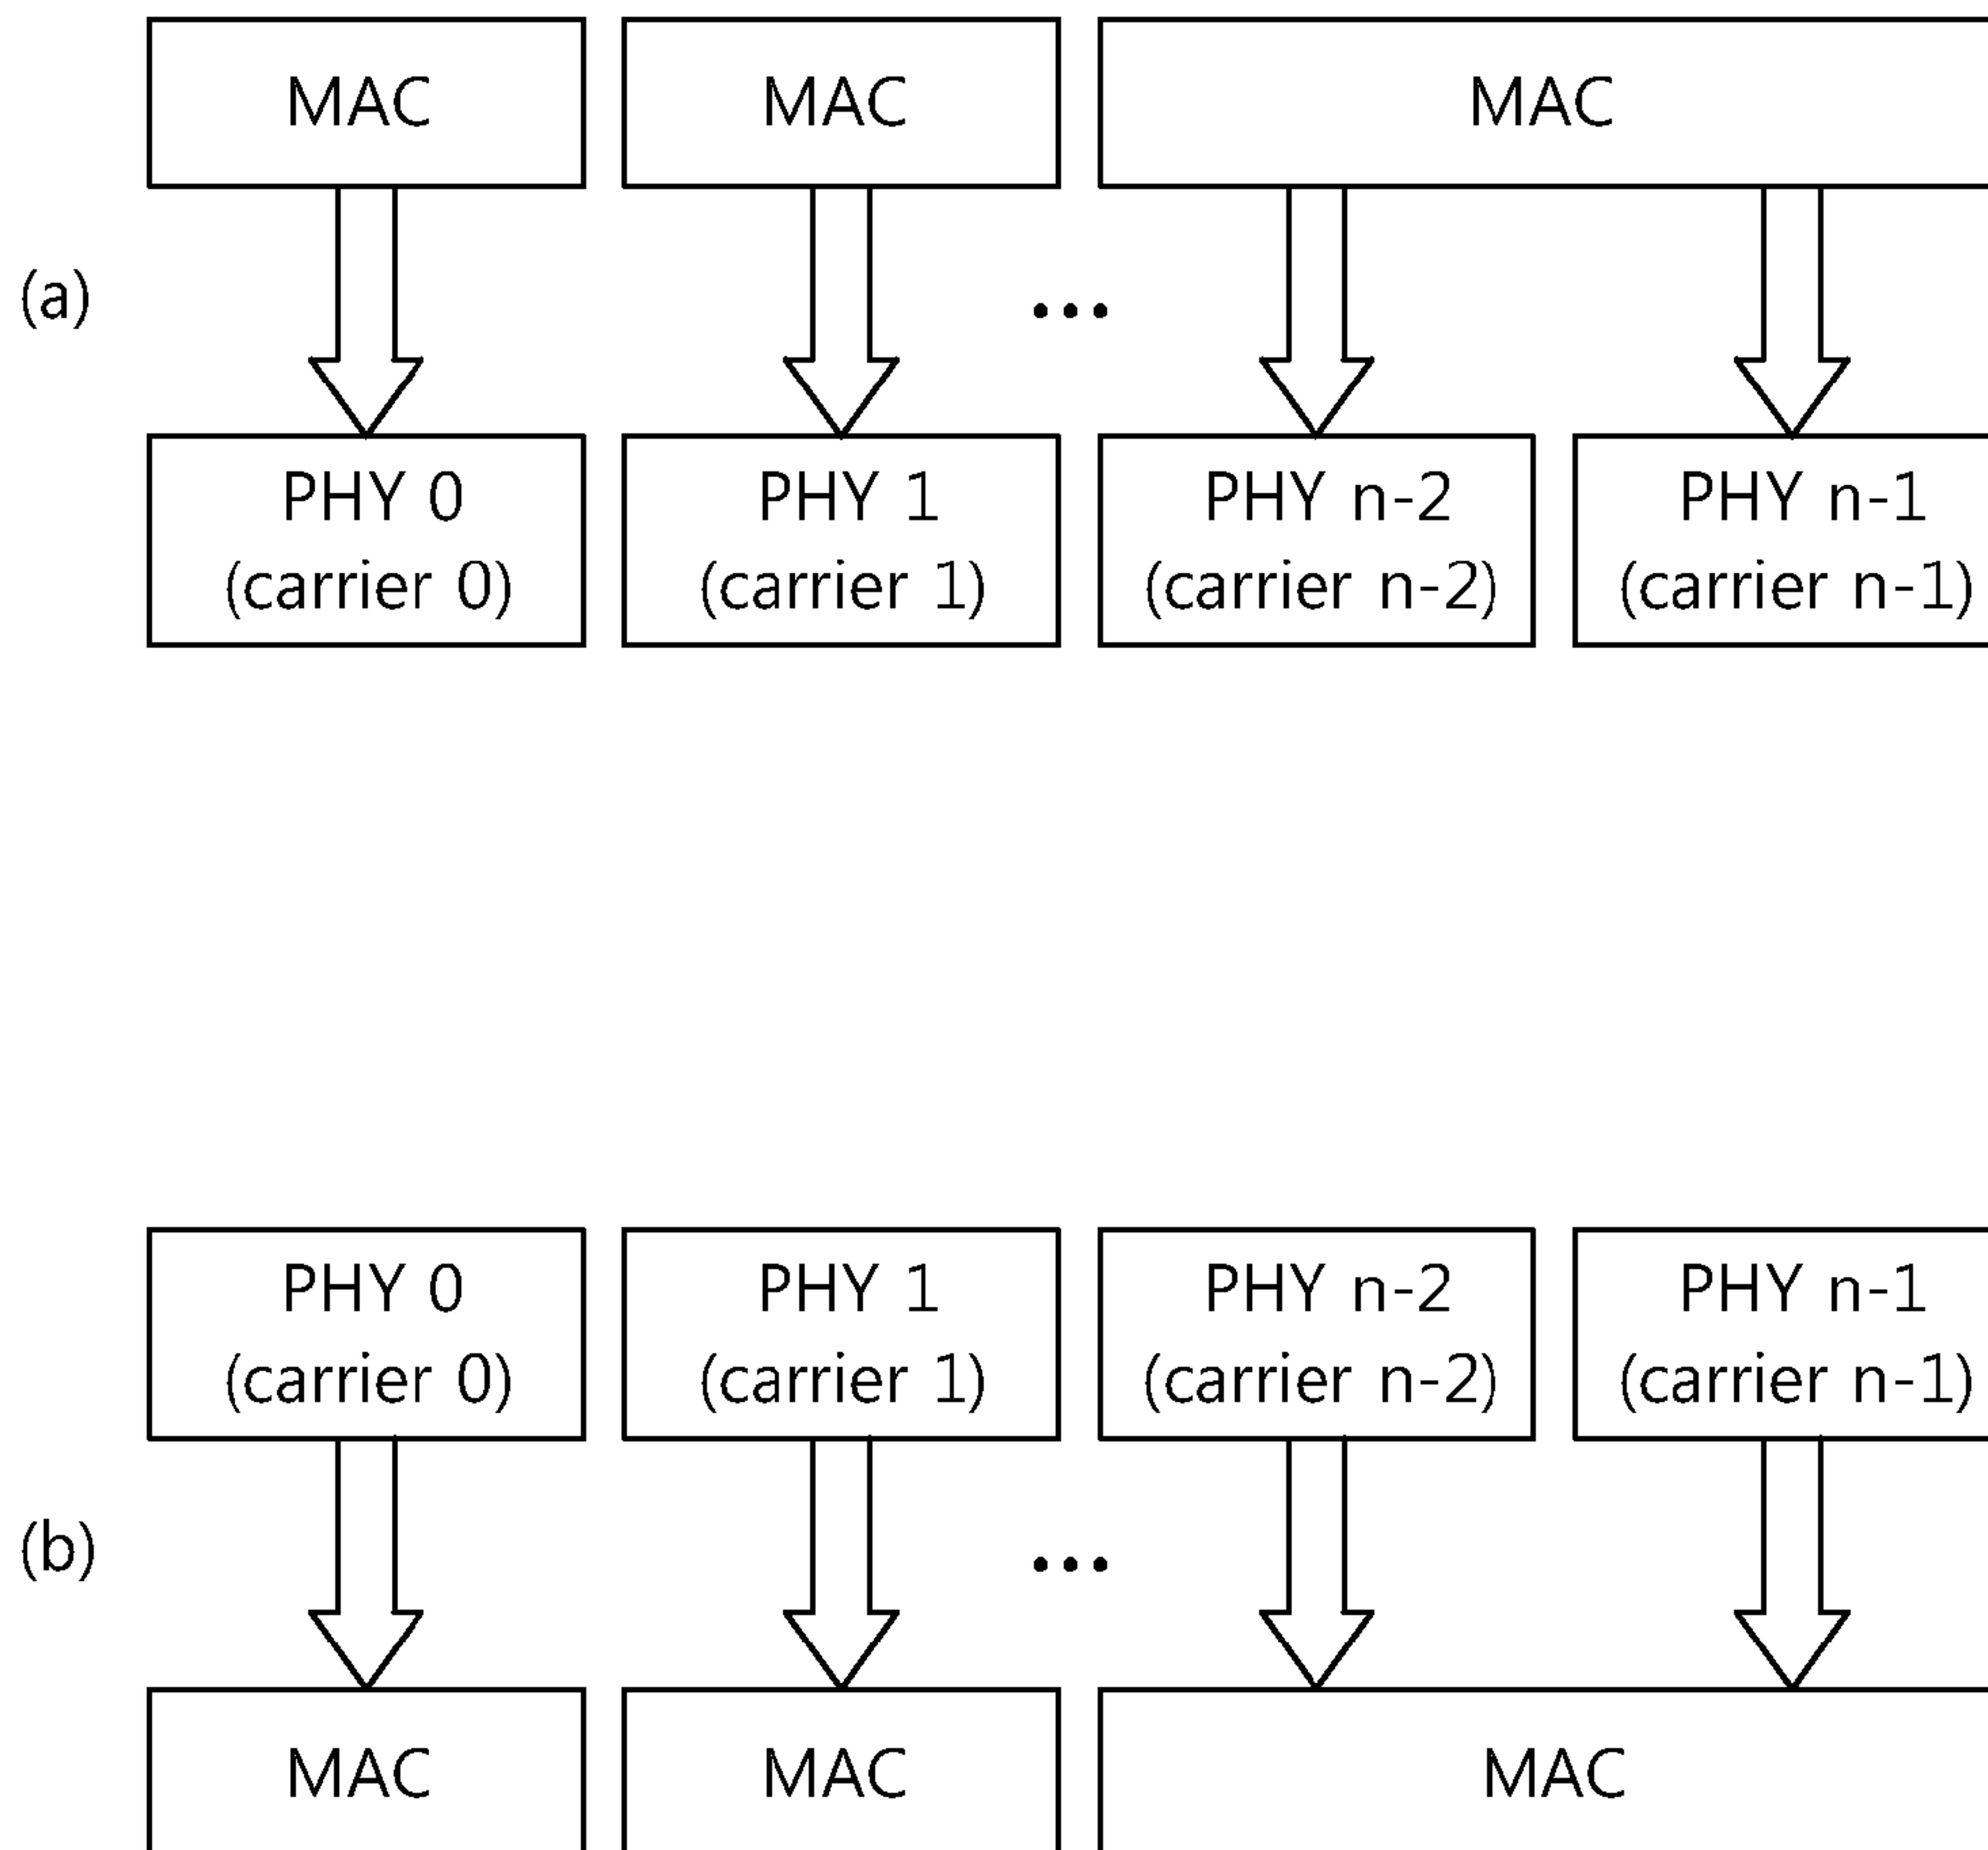 MAC MAC MAC
(a)
...
PHY 0 PHY 1 PHY n-2 PHY n-1
(carrier 0) (carrier 1) (carrier n-2) (carrier n-1)
PHY 0 PHY 1 PHY n-2 PHY n-1
(carrier 0) (carrier 1) (carrier n-2) (carrier n-1)
(b)
...
MAC MAC MAC